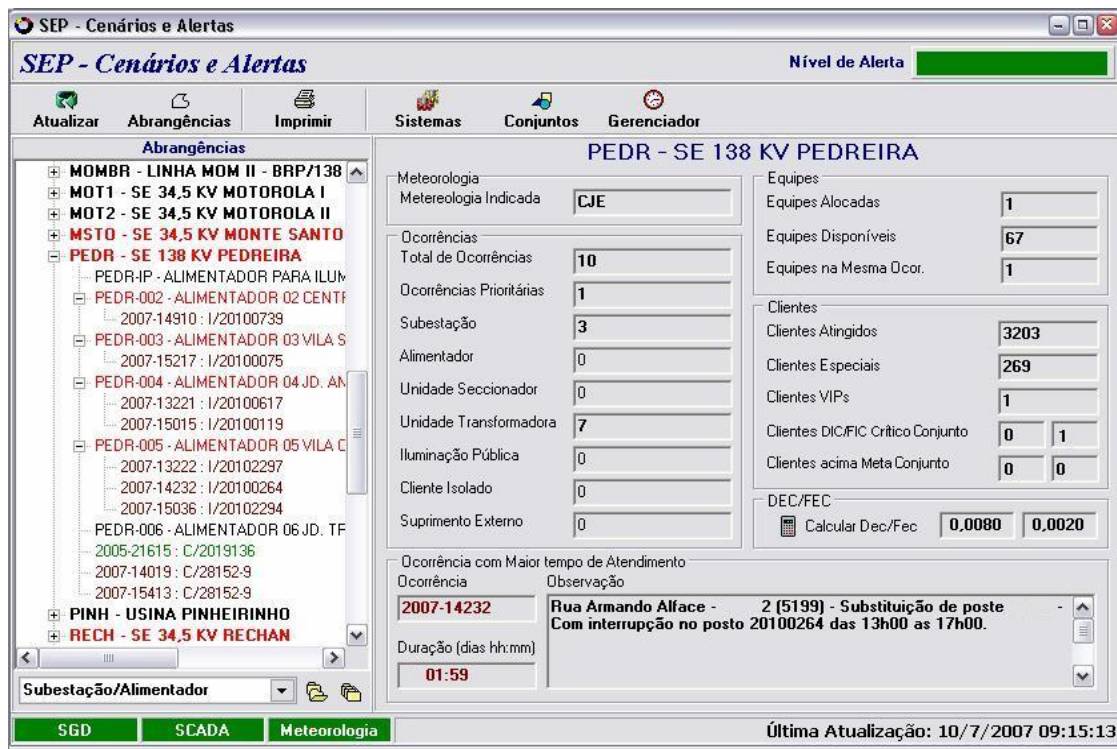 SEP - Cenários e Alertas
SEP - Cenários e Alertas
Nível de Alerta
Atualizar Abrangências Imprimir Sistemas Conjuntos Gerenciador
Abrangências
MOMBR - LINHA MOM II - BRP/138
MOT1 - SE 34,5 KV MOTOROLA I
MOT2 - SE 34,5 KV MOTOROLA II
MSTO - SE 34,5 KV MONTE SANTO
PEDR - SE 138 KV PEDREIRA
PEDR-IP - ALIMENTADOR PARA ILUM
PEDR-002 - ALIMENTADOR 02 CENTR
2007-14910 : I/20100739
PEDR-003 - ALIMENTADOR 03 VILA S
2007-15217 : I/20100075
PEDR-004 - ALIMENTADOR 04 JD. AN
2007-13221 : I/20100617
2007-15015 : I/20100119
PEDR-005 - ALIMENTADOR 05 VILA C
2007-13222 : I/20102297
2007-14232 : I/20100264
2007-15036 : I/20102294
PEDR-006 - ALIMENTADOR 06 JD. TR
2005-21615 : C/2019136
2007-14019 : C/28152-9
2007-15413 : C/28152-9
PINH - USINA PINHEIRINHO
RECH - SE 34,5 KV RECHAN
Subestação/Alimentador
PEDR - SE 138 KV PEDREIRA
Meteorologia
Metereologia Indicada CJE
Ocorrências
Total de Ocorrências 10
Ocorrências Prioritárias 1
Subestação 3
Alimentador 0
Unidade Seccionador 0
Unidade Transformadora 7
Iluminação Pública 0
Cliente Isolado 0
Suprimento Externo 0
Equipes
Equipes Alocadas 1
Equipes Disponíveis 67
Equipes na Mesma Ocor. 1
Clientes
Clientes Atingidos 3203
Clientes Especiais 269
Clientes VIPs 1
Clientes DIC/FIC Crítico Conjunto 0 1
Clientes acima Meta Conjunto 0 0
DEC/FEC
Calcular Dec/Fec 0,0080 0,0020
Ocorrência com Maior tempo de Atendimento
Ocorrência
2007-14232
Duração (dias hh:mm)
01:59
Observação
Rua Armando Alface - 2 (5199) - Substituição de poste -
Com interrupção no posto 20100264 das 13h00 as 17h00.
SGD SCADA Meteorologia
Última Atualização: 10/7/2007 09:15:13